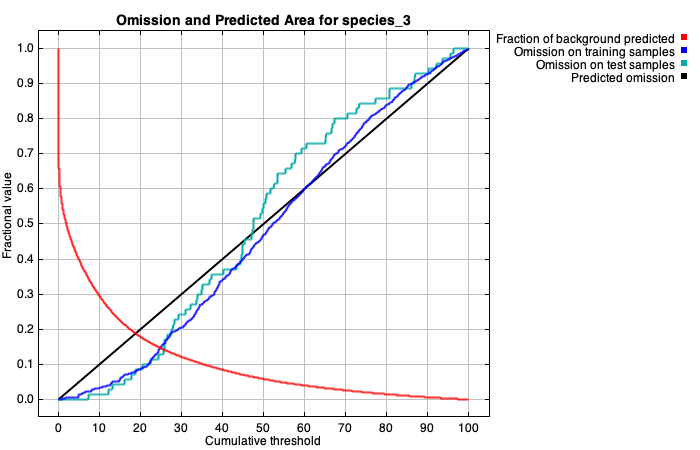 Omission and Predicted Area for species_3
Fraction of background predicted
Omission on training samples
Omission on test samples
Predicted omission
Fractional value
1.0
0.9
0.8
0.7
0.6
0.5
0.4
0.3
0.2
0.1
0.0
0 10 20 30 40 50 60 70 80 90 100
Cumulative threshold